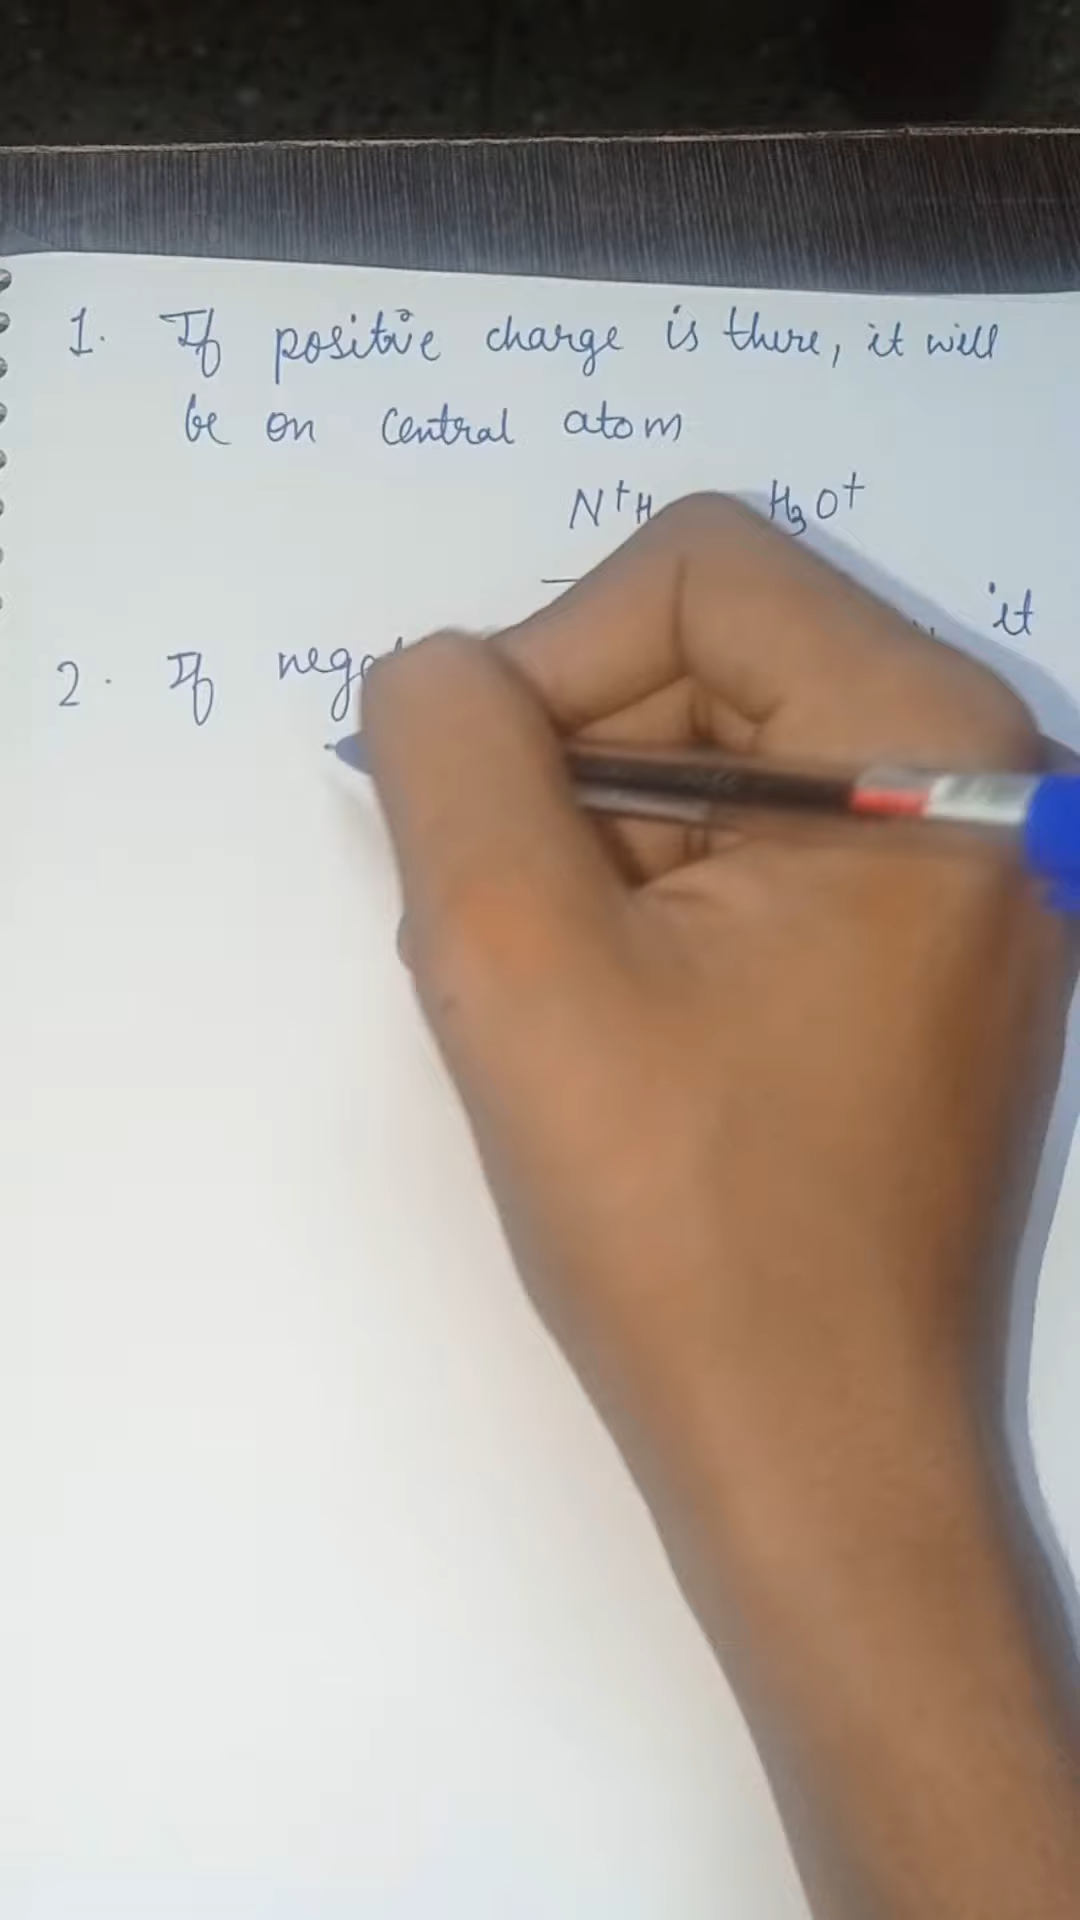 1. If positive charge is there, it will
be on central atom
N+H H3O+
2. If it